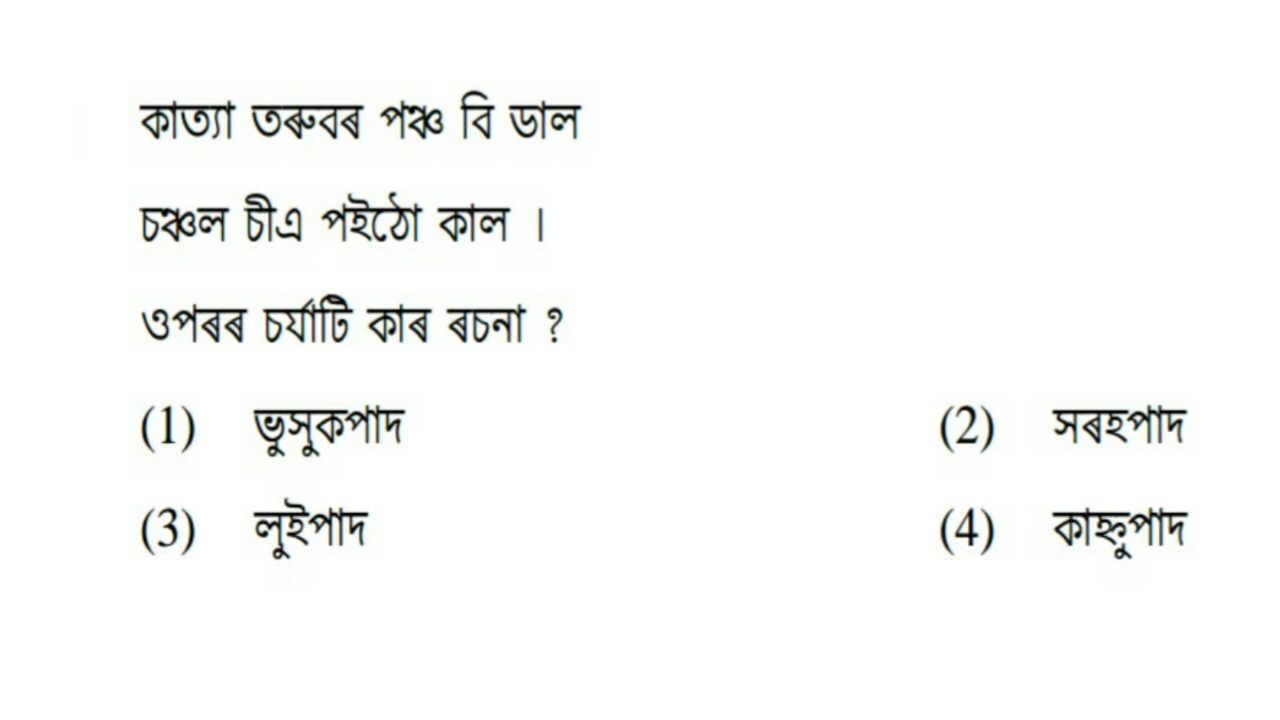 কাত্যা তৰুবৰ পঞ্চ বি ডাল
চঞ্চল চীএ পইঠো কাল ।
ওপৰৰ চৰ্যাটি কাৰ ৰচনা ?
(1) ভুসুকপাদ (2) সৰহপাদ
(3) লুইপাদ (4) কাহ্নুপাদ